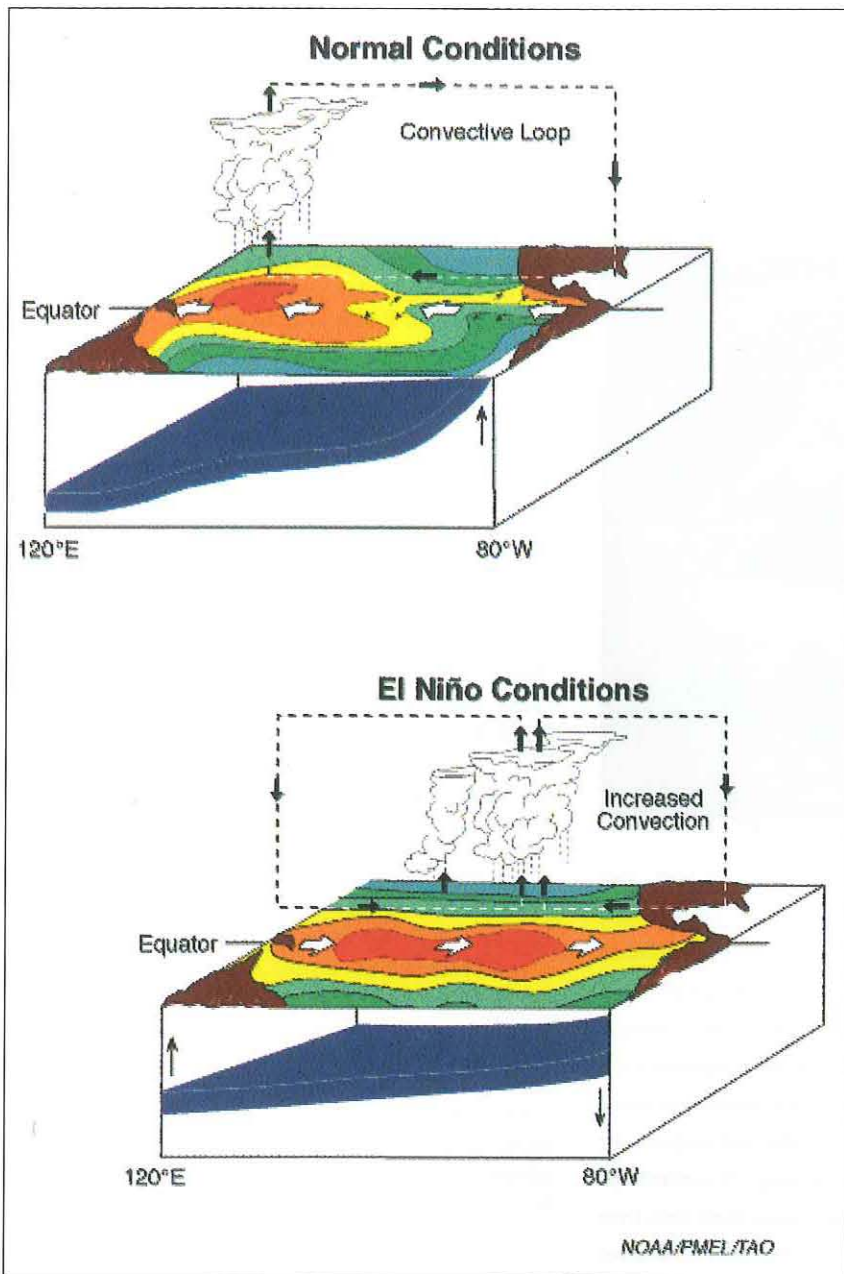 Normal Conditions
Convective Loop
Equator
120°E
80°W
El Niño Conditions
Increased
Convection
Equator
120°E
80°W
NOAA/PMEL/TAO